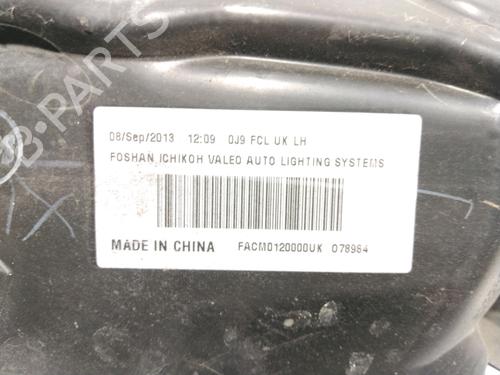 08/Sep/2013 12:09 0J9 FCL UK LH
FOSHAN ICHIKOH VALEO AUTO LIGHTING SYSTEMS
MADE IN CHINA FACM0120000UK 078984
B-PARTS